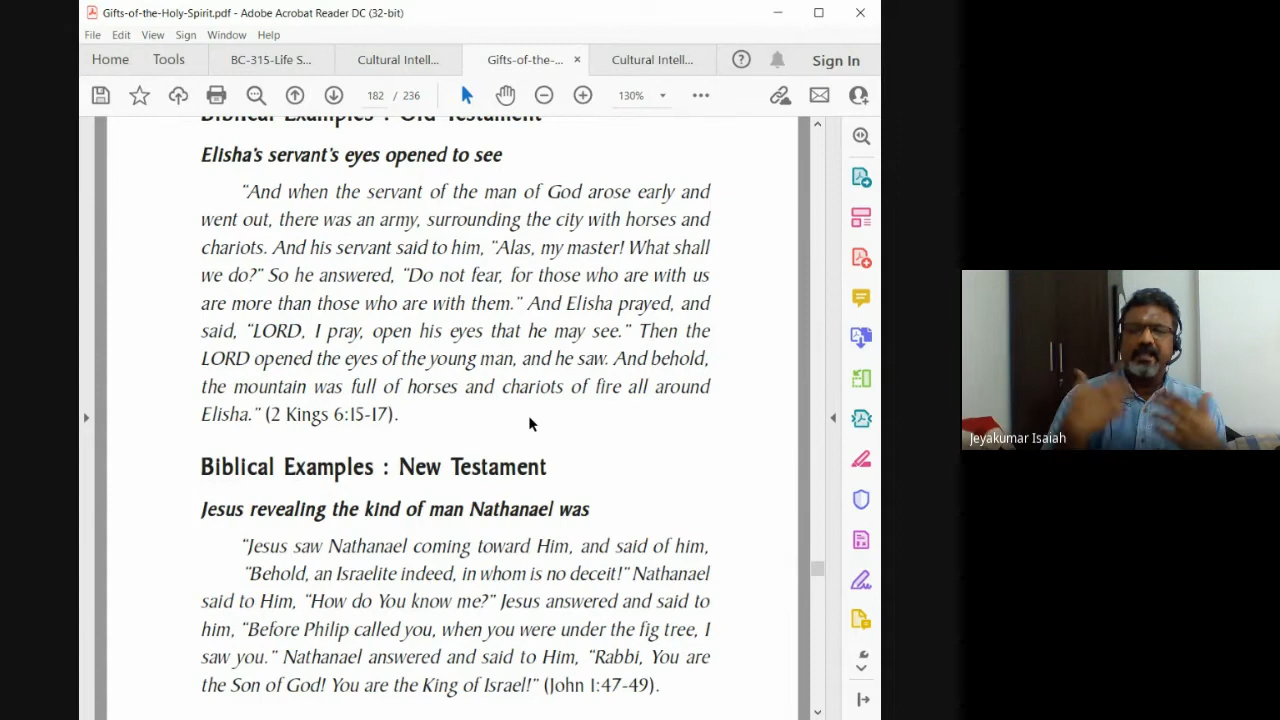 Gifts-of-the-Holy-Spirit.pdf - Adobe Acrobat Reader DC (32-bit)
File Edit View Sign Window Help
Home Tools BC-315-Life S... Cultural Intell... Gifts-of-the-... × Cultural Intell... Sign In
182 / 236 130%
Biblical Examples : Old Testament
Elisha's servant's eyes opened to see
"And when the servant of the man of God arose early and
went out, there was an army, surrounding the city with horses and
chariots. And his servant said to him, "Alas, my master! What shall
we do?" So he answered, "Do not fear, for those who are with us
are more than those who are with them." And Elisha prayed, and
said, "LORD, I pray, open his eyes that he may see." Then the
LORD opened the eyes of the young man, and he saw. And behold,
the mountain was full of horses and chariots of fire all around
Elisha." (2 Kings 6:15-17).
Biblical Examples : New Testament
Jesus revealing the kind of man Nathanael was
"Jesus saw Nathanael coming toward Him, and said of him,
"Behold, an Israelite indeed, in whom is no deceit!" Nathanael
said to Him, "How do You know me?" Jesus answered and said to
him, "Before Philip called you, when you were under the fig tree, I
saw you." Nathanael answered and said to Him, "Rabbi, You are
the Son of God! You are the King of Israel!" (John 1:47-49).
Jeyakumar Isaiah